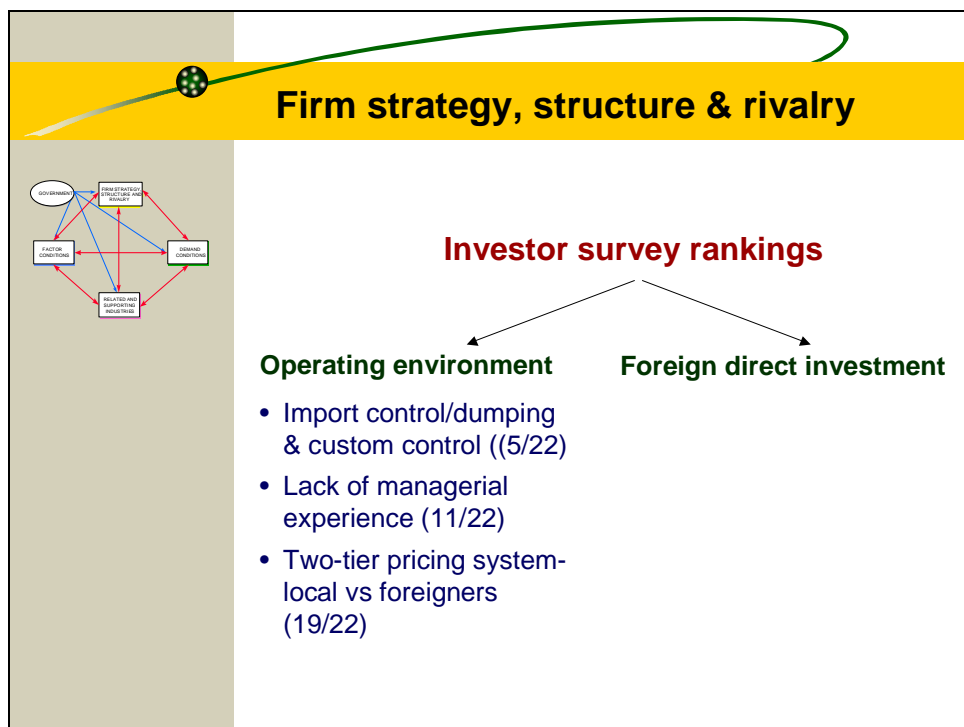 Firm strategy, structure & rivalry
GOVERNMENT
FIRM STRATEGY
STRUCTURE AND
RIVALRY
FACTOR
CONDITIONS
DEMAND
CONDITIONS
RELATED AND
SUPPORTING
INDUSTRIES
Investor survey rankings
Operating environment
• Import control/dumping
& custom control ((5/22)
• Lack of managerial
experience (11/22)
• Two-tier pricing system-
local vs foreigners
(19/22)
Foreign direct investment